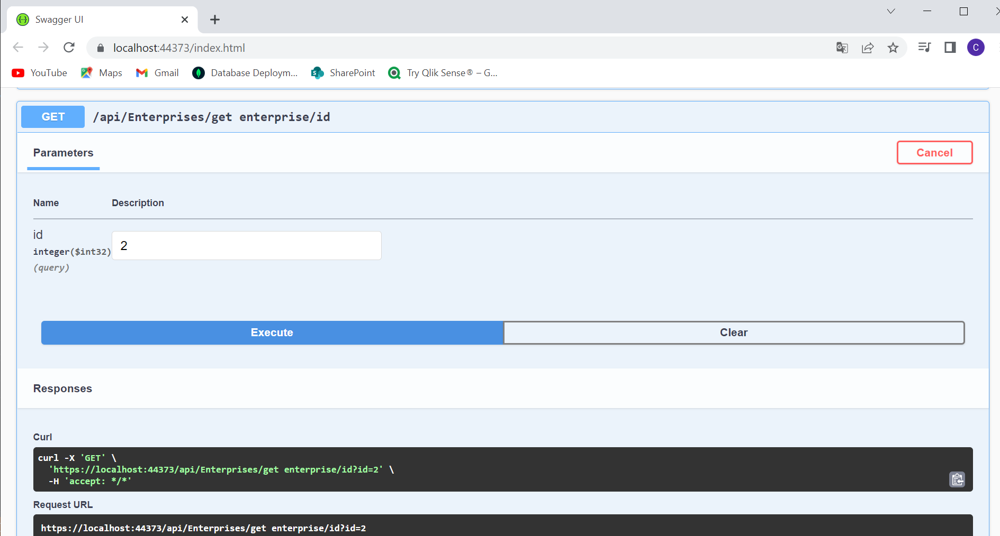 Swagger UI
localhost:44373/index.html
C
YouTube Maps Gmail Database Deploym... SharePoint Try Qlik Sense® – G...
GET /api/Enterprises/get enterprise/id
Parameters Cancel
Name Description
id
2
integer($int32)
(query)
Execute Clear
Responses
Curl
curl -X 'GET' \
'https://localhost:44373/api/Enterprises/get enterprise/id?id=2' \
-H 'accept: */*'
Request URL
https://localhost:44373/api/Enterprises/get enterprise/id?id=2